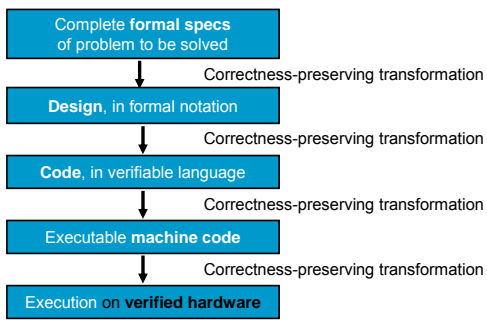 Complete formal specs
of problem to be solved
Correctness-preserving transformation
Design, in formal notation
Correctness-preserving transformation
Code, in verifiable language
Correctness-preserving transformation
Executable machine code
Correctness-preserving transformation
Execution on verified hardware